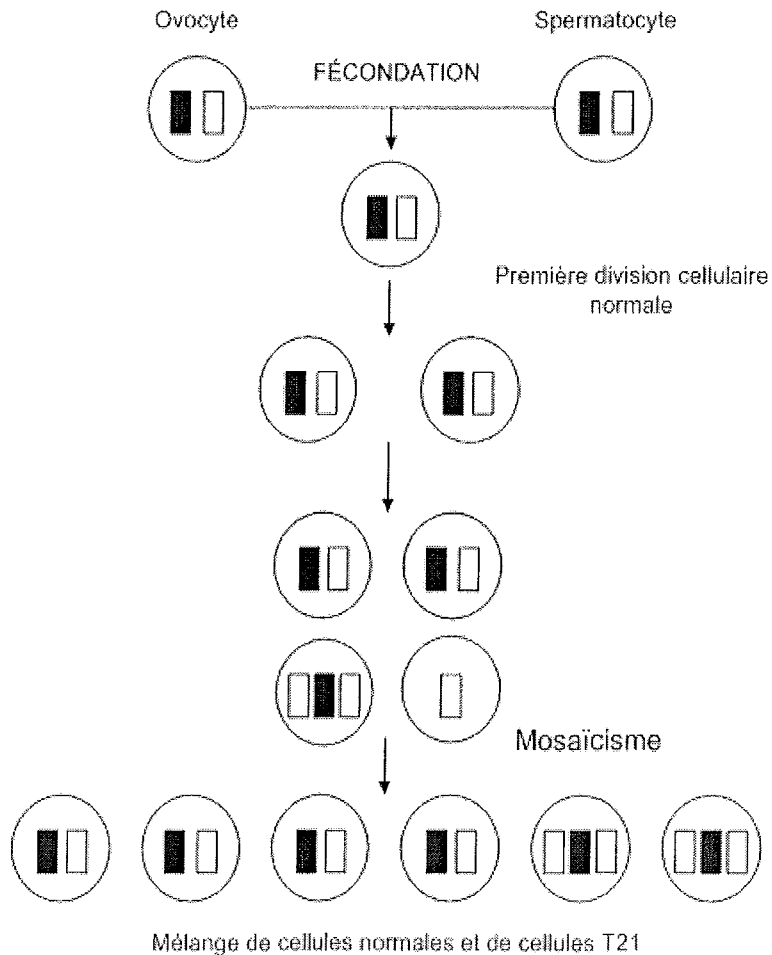 Ovocyte
Spermatocyte
FÉCONDATION
Première division cellulaire
normale
Mosaïcisme
Mélange de cellules normales et de cellules T21